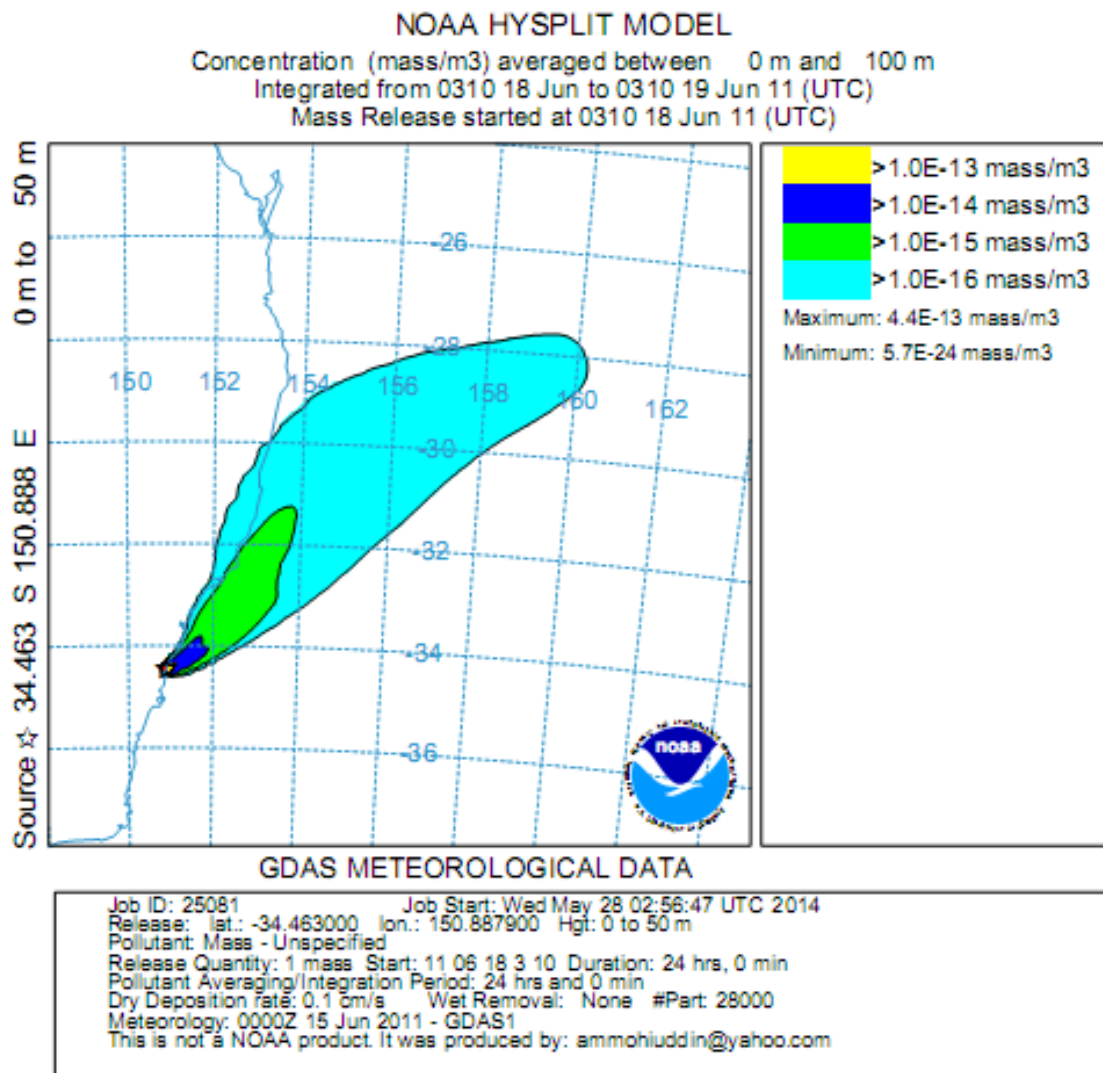 NOAA HYSPLIT MODEL
Concentration (mass/m3) averaged between 0 m and 100 m
Integrated from 0310 18 Jun to 0310 19 Jun 11 (UTC)
Mass Release started at 0310 18 Jun 11 (UTC)
Source ☆ 34.463 S 150.888 E 0 m to 50 m
>1.0E-13 mass/m3
>1.0E-14 mass/m3
>1.0E-15 mass/m3
>1.0E-16 mass/m3
Maximum: 4.4E-13 mass/m3
Minimum: 5.7E-24 mass/m3
-26
-28
150 152 154 156 158 160 162
-30
-32
-34
-36
noaa
GDAS METEOROLOGICAL DATA
Job ID: 25081 Job Start: Wed May 28 02:56:47 UTC 2014
Release: lat.: -34.463000 lon.: 150.887900 Hgt: 0 to 50 m
Pollutant: Mass - Unspecified
Release Quantity: 1 mass Start: 11 06 18 3 10 Duration: 24 hrs, 0 min
Pollutant Averaging/Integration Period: 24 hrs and 0 min
Dry Deposition rate: 0.1 cm/s Wet Removal: None #Part: 28000
Meteorology: 0000Z 15 Jun 2011 - GDAS1
This is not a NOAA product. It was produced by: ammohiuddin@yahoo.com